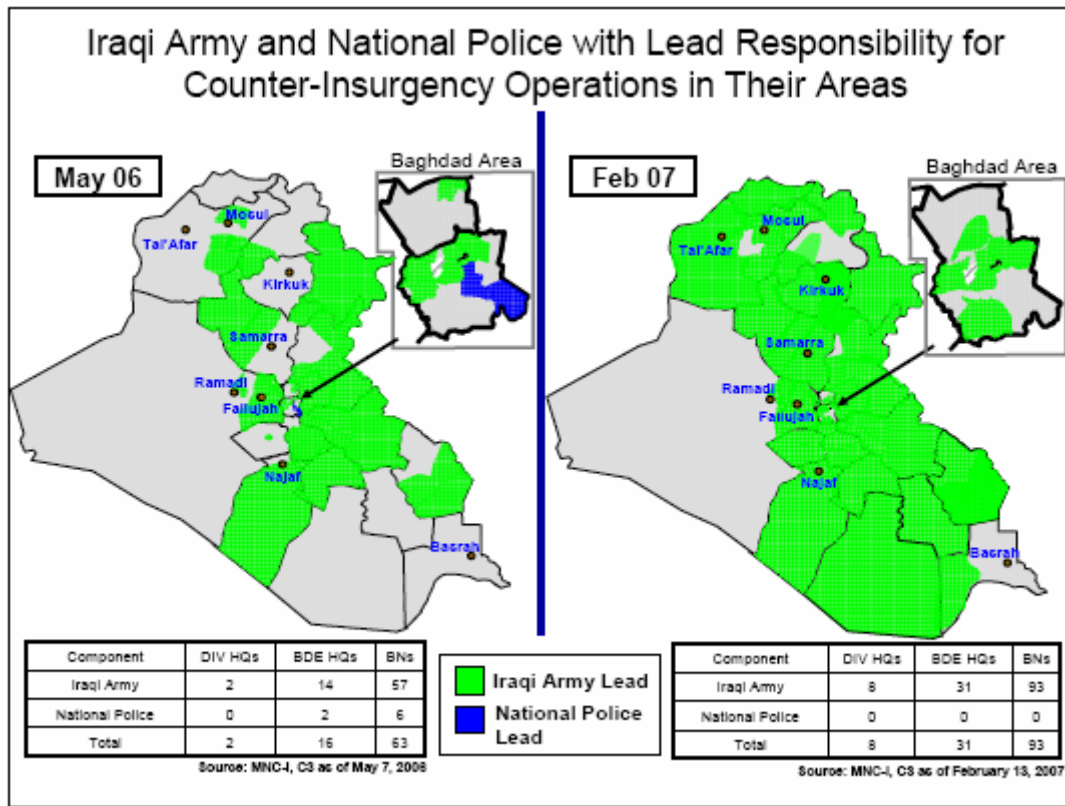 Iraqi Army and National Police with Lead Responsibility for
Counter-Insurgency Operations in Their Areas
May 06
Baghdad Area
Mosul
Tal'Afar
Kirkuk
Samarra
Ramadi
Fallujah
Najaf
Basrah
Feb 07
Baghdad Area
Mosul
Tal'Afar
Kirkuk
Samarra
Ramadi
Fallujah
Najaf
Basrah
Component DIV HQs BDE HQs BNs
Iraqi Army 2 14 57
National Police 0 2 6
Total 2 16 63
Source: MNC-I, C3 as of May 7, 2006
Iraqi Army Lead
National Police
Lead
Component DIV HQs BDE HQs BNs
Iraqi Army 8 31 93
National Police 0 0 0
Total 8 31 93
Source: MNC-I, C3 as of February 13, 2007